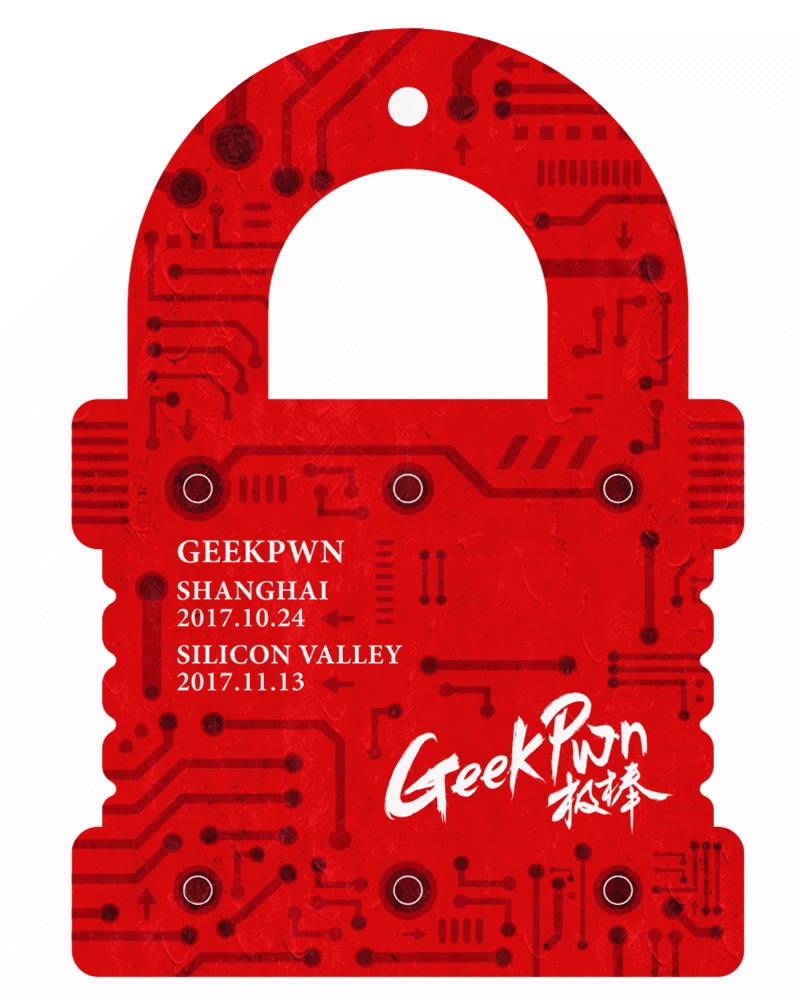 GEEKPWN
SHANGHAI
2017.10.24
SILICON VALLEY
2017.11.13
GeekPwn
极棒